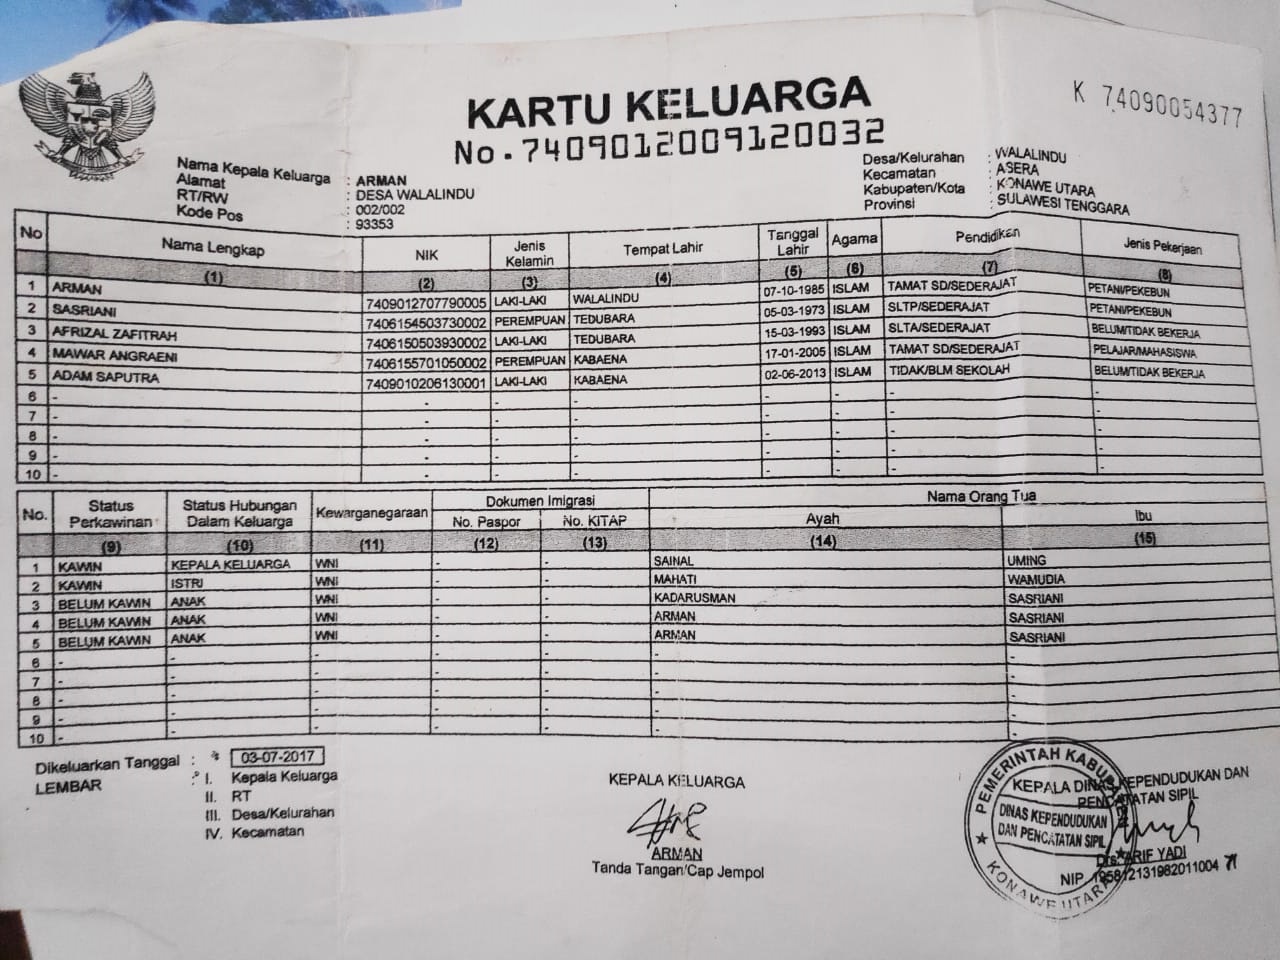 KARTU KELUARGA
No. 7409012009120032
K 74090054377
Nama Kepala Keluarga : ARMAN
Alamat : DESA WALALINDU
RT/RW : 002/002
Kode Pos : 93353
Desa/Kelurahan : WALALINDU
Kecamatan : ASERA
Kabupaten/Kota : KONAWE UTARA
Provinsi : SULAWESI TENGGARA
No Nama Lengkap NIK Jenis Kelamin Tempat Lahir Tanggal Lahir Agama Pendidikan Jenis Pekerjaan
(1) (2) (3) (4) (5) (6) (7) (8)
1 ARMAN 7409012707790005 LAKI-LAKI WALALINDU 07-10-1985 ISLAM TAMAT SD/SEDERAJAT PETANI/PEKEBUN
2 SASRIANI 7406154503730002 PEREMPUAN TEDUBARA 05-03-1973 ISLAM SLTP/SEDERAJAT PETANI/PEKEBUN
3 AFRIZAL ZAFITRAH 7406150503930002 LAKI-LAKI TEDUBARA 15-03-1993 ISLAM SLTA/SEDERAJAT BELUM/TIDAK BEKERJA
4 MAWAR ANGRAENI 7406155701050002 PEREMPUAN KABAENA 17-01-2005 ISLAM TAMAT SD/SEDERAJAT PELAJAR/MAHASISWA
5 ADAM SAPUTRA 7409010206130001 LAKI-LAKI KABAENA 02-06-2013 ISLAM TIDAK/BLM SEKOLAH BELUM/TIDAK BEKERJA
6 - - - - - - - -
7 - - - - - - - -
8 - - - - - - - -
9 - - - - - - - -
10 - - - - - - - -
No. Status Perkawinan Status Hubungan Dalam Keluarga Kewarganegaraan Dokumen Imigrasi Nama Orang Tua
No. Paspor No. KITAP Ayah Ibu
(9) (10) (11) (12) (13) (14) (15)
1 KAWIN KEPALA KELUARGA WNI - - SAINAL UMING
2 KAWIN ISTRI WNI - - MAHATI WAMUDIA
3 BELUM KAWIN ANAK WNI - - KADARUSMAN SASRIANI
4 BELUM KAWIN ANAK WNI - - ARMAN SASRIANI
5 BELUM KAWIN ANAK WNI - - ARMAN SASRIANI
6 - - - - - - -
7 - - - - - - -
8 - - - - - - -
9 - - - - - - -
10 - - - - - - -
Dikeluarkan Tanggal : 03-07-2017
LEMBAR : I. Kepala Keluarga
II. RT
III. Desa/Kelurahan
IV. Kecamatan
KEPALA KELUARGA
ARMAN
Tanda Tangan/Cap Jempol
KEPALA DINAS KEPENDUDUKAN DAN
PENCATATAN SIPIL
Drs. ARIF YADI
NIP. 195812131982011004
PEMERINTAH KABUPATEN
DINAS KEPENDUDUKAN
DAN PENCATATAN SIPIL
KONAWE UTARA